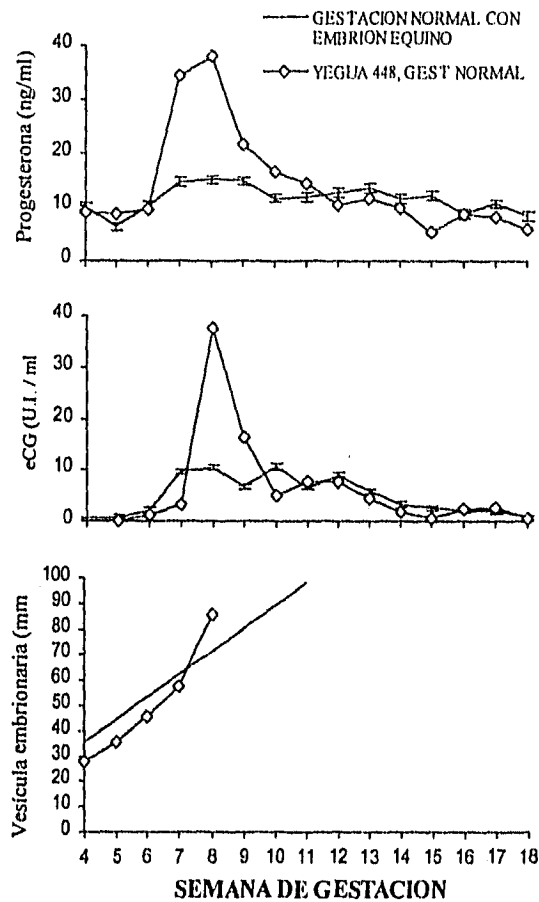 GESTACION NORMAL CON
EMBRION EQUINO
YEGUA 448, GEST NORMAL
Progesterona (ng/ml)
40
30
20
10
0
eCG (U.I. / ml
40
30
20
10
0
Vesícula embrionaria (mm
100
90
80
70
60
50
40
30
20
10
0
4 5 6 7 8 9 10 11 12 13 14 15 16 17 18
SEMANA DE GESTACION